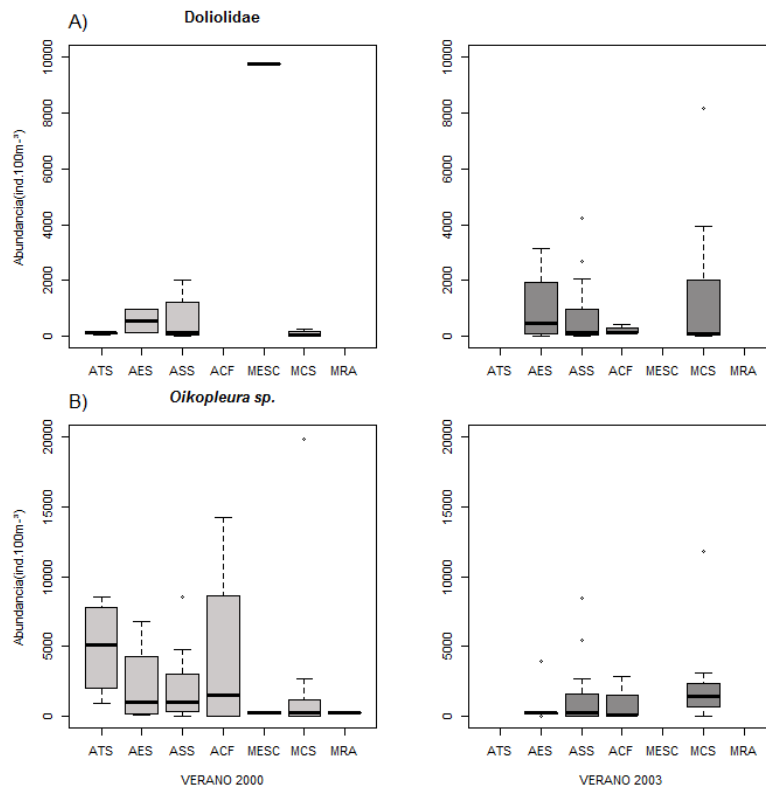 A)
Doliolidae
Abundancia(ind.100m-³)
10000
8000
6000
4000
2000
0
ATS AES ASS ACF MESC MCS MRA
10000
8000
6000
4000
2000
0
ATS AES ASS ACF MESC MCS MRA
B)
Oikopleura sp.
Abundancia(ind.100m-³)
20000
15000
10000
5000
0
ATS AES ASS ACF MESC MCS MRA
VERANO 2000
20000
15000
10000
5000
0
ATS AES ASS ACF MESC MCS MRA
VERANO 2003